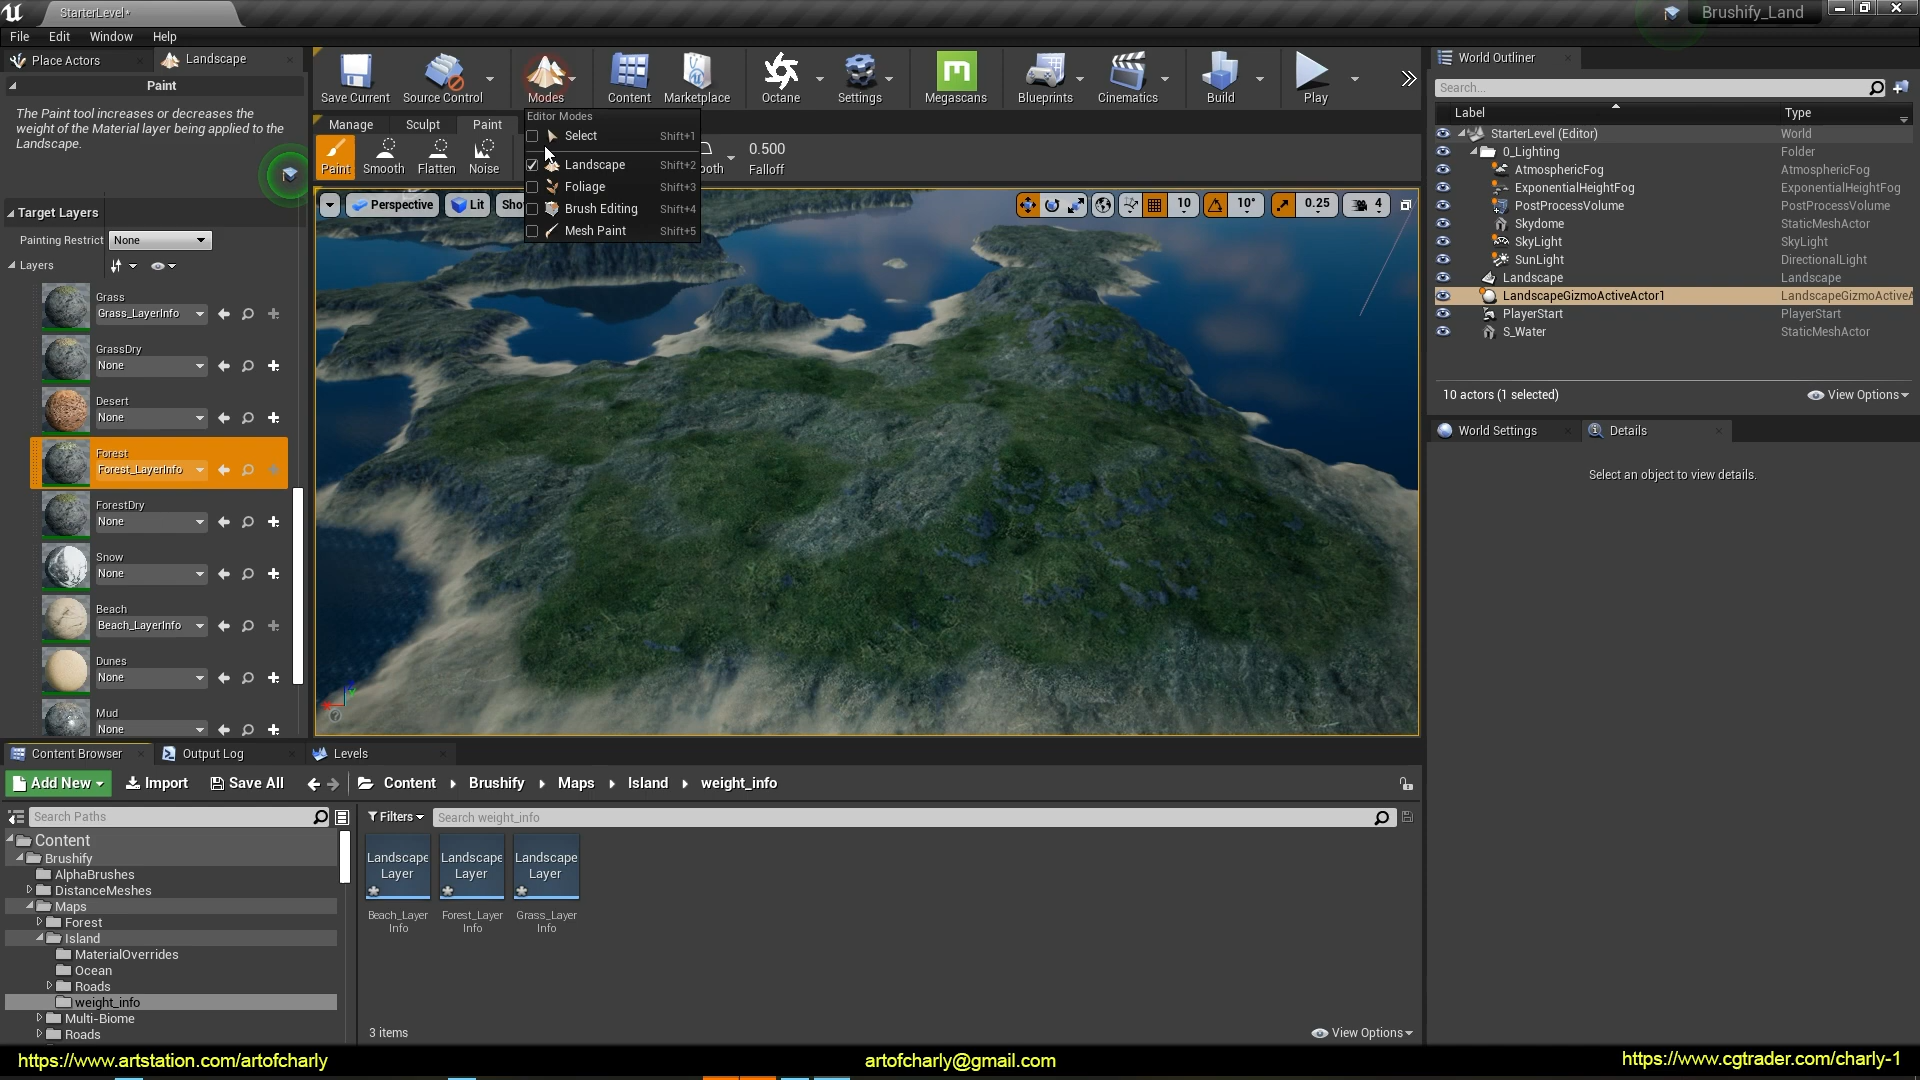 StarterLevel*
Brushify_Land
File Edit Window Help
Place Actors
Landscape
Paint
The Paint tool increases or decreases the
weight of the Material layer being applied to the
Landscape.
Target Layers
Painting Restrict None
Layers
Grass
Grass_LayerInfo
GrassDry
None
Desert
None
Forest
Forest_LayerInfo
ForestDry
None
Snow
None
Beach
Beach_LayerInfo
Dunes
None
Mud
None
Save Current
Source Control
Modes
Content
Marketplace
Octane
Settings
Megascans
Blueprints
Cinematics
Build
Play
Manage Sculpt Paint
Paint Smooth Flatten Noise
0.500
Falloff
Editor Modes
Select Shift+1
Landscape Shift+2
Foliage Shift+3
Brush Editing Shift+4
Mesh Paint Shift+5
Perspective Lit
10 10° 0.25 4
World Outliner
Search...
Label Type
StarterLevel (Editor) World
0_Lighting Folder
AtmosphericFog AtmosphericFog
ExponentialHeightFog ExponentialHeightFog
PostProcessVolume PostProcessVolume
Skydome StaticMeshActor
SkyLight SkyLight
SunLight DirectionalLight
Landscape Landscape
LandscapeGizmoActiveActor1 LandscapeGizmoActiveA
PlayerStart PlayerStart
S_Water StaticMeshActor
10 actors (1 selected)
View Options
World Settings
Details
Select an object to view details.
Content Browser
Output Log
Levels
Add New Import Save All Content Brushify Maps Island weight_info
Search Paths
Filters Search weight_info
Content
Brushify
AlphaBrushes
DistanceMeshes
Maps
Forest
Island
MaterialOverrides
Ocean
Roads
weight_info
Multi-Biome
Roads
Landscape
Layer
Beach_Layer
Info
Landscape
Layer
Forest_Layer
Info
Landscape
Layer
Grass_Layer
Info
3 items
View Options
https://www.artstation.com/artofcharly
artofcharly@gmail.com
https://www.cgtrader.com/charly-1